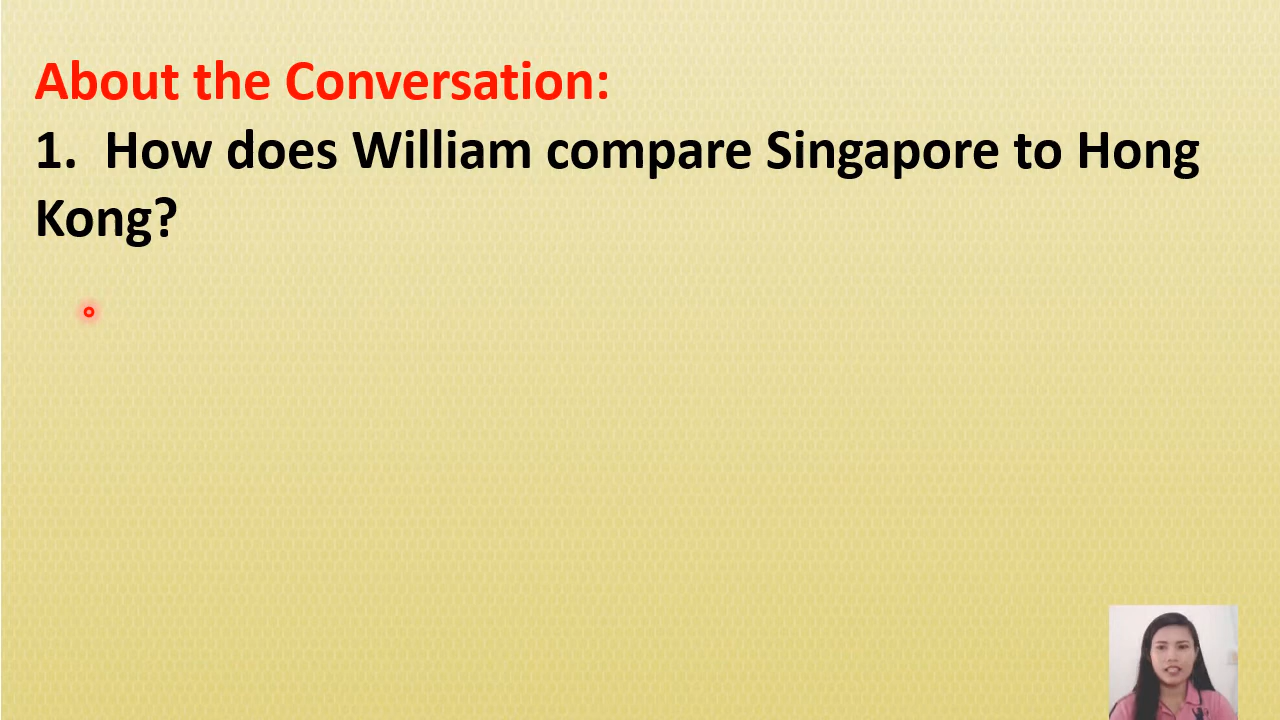 About the Conversation:
1. How does William compare Singapore to Hong
Kong?